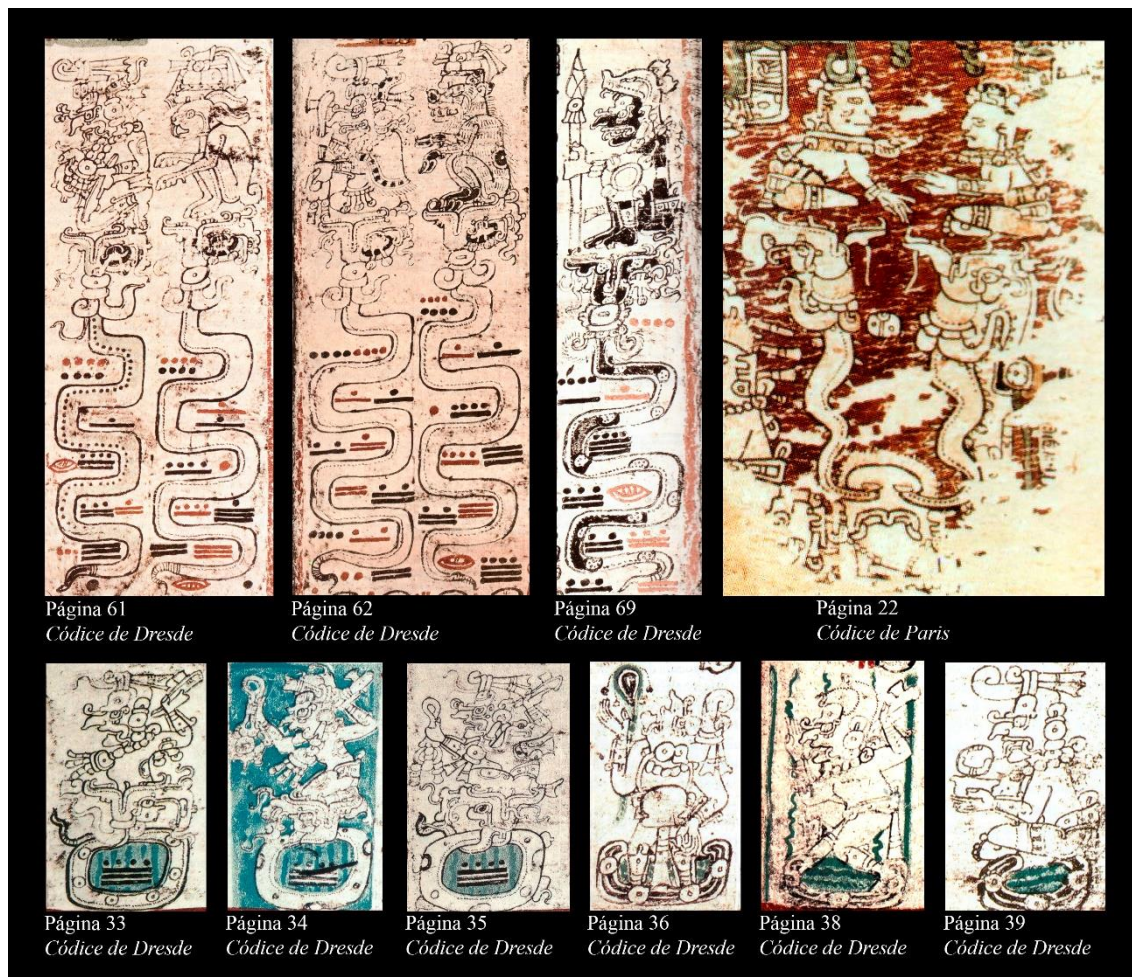 Página 61
Códice de Dresde
Página 62
Códice de Dresde
Página 69
Códice de Dresde
Página 22
Códice de Paris
Página 33
Códice de Dresde
Página 34
Códice de Dresde
Página 35
Códice de Dresde
Página 36
Códice de Dresde
Página 38
Códice de Dresde
Página 39
Códice de Dresde